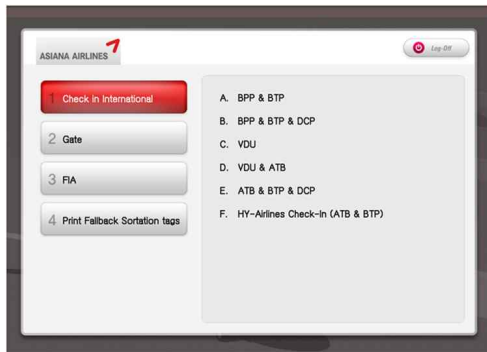 ASIANA AIRLINES
Log-Off
1 Check in International
2 Gate
3 FIA
4 Print Fallback Sortation tags
A. BPP & BTP
B. BPP & BTP & DCP
C. VDU
D. VDU & ATB
E. ATB & BTP & DCP
F. HY-Airlines Check-In (ATB & BTP)